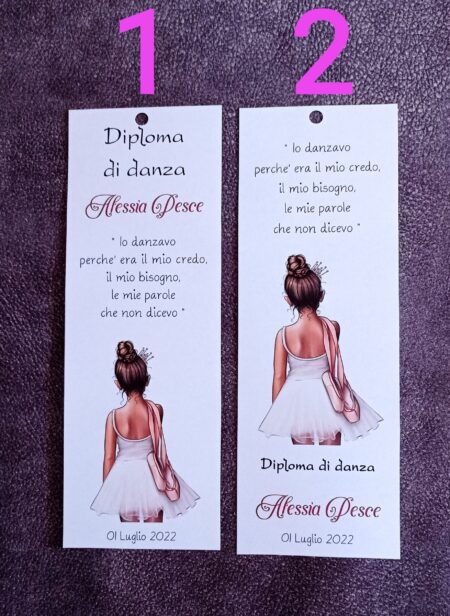 1
Diploma
di danza
Alessia Pesce
" Io danzavo
perche' era il mio credo,
il mio bisogno,
le mie parole
che non dicevo "
01 Luglio 2022
2
" Io danzavo
perche' era il mio credo,
il mio bisogno,
le mie parole
che non dicevo "
Diploma di danza
Alessia Pesce
01 Luglio 2022